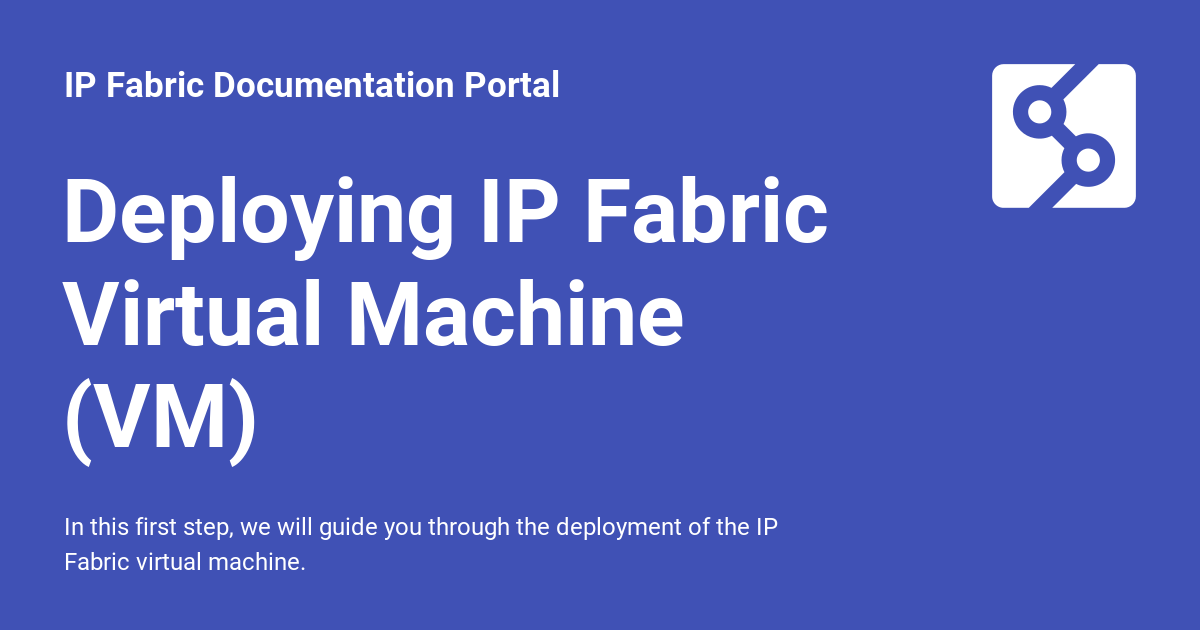 IP Fabric Documentation Portal
Deploying IP Fabric
Virtual Machine
(VM)
In this first step, we will guide you through the deployment of the IP
Fabric virtual machine.